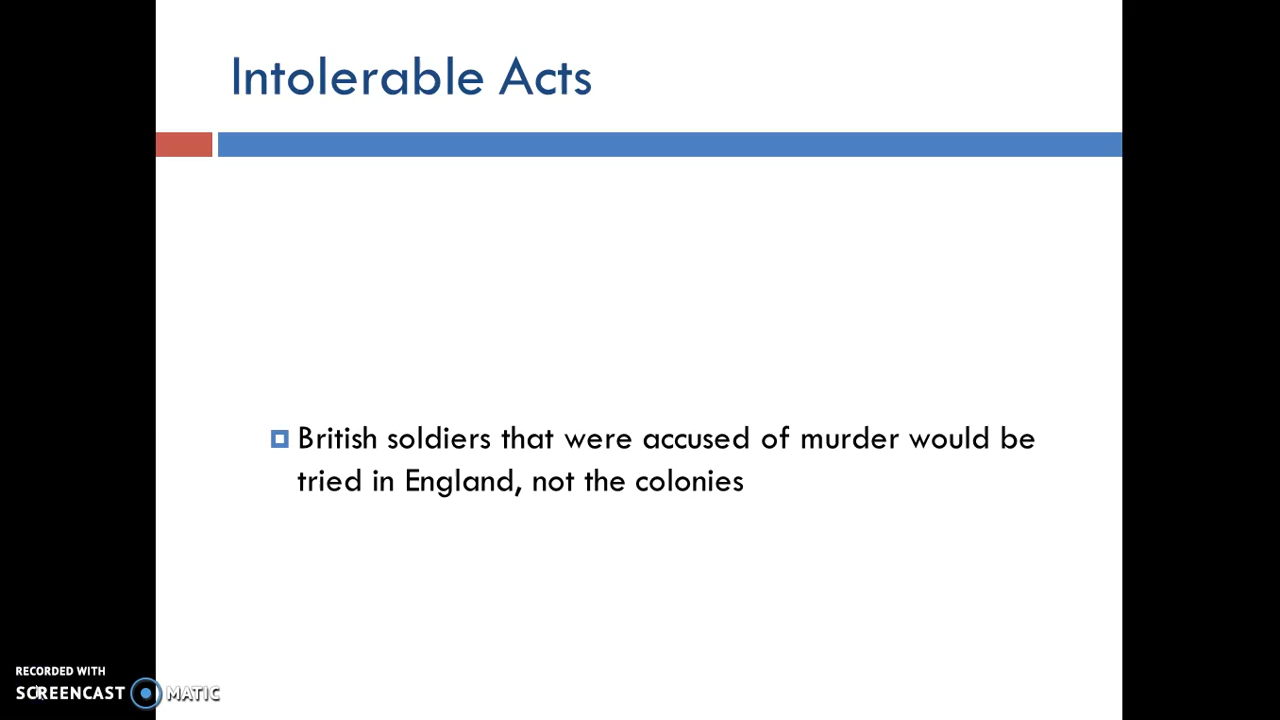 Intolerable Acts
British soldiers that were accused of murder would be
tried in England, not the colonies
RECORDED WITH
SCREENCAST MATIC